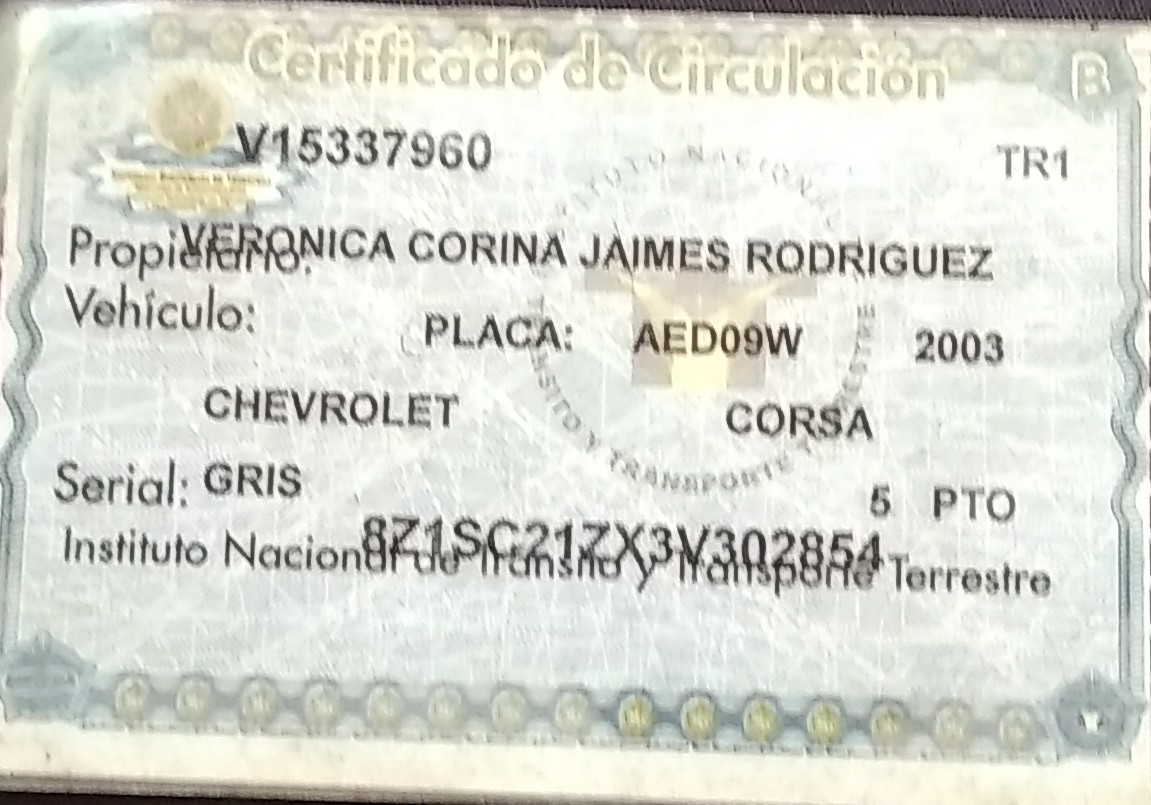 Certificado de Circulación B
V15337960 TR1
Propietario: VERONICA CORINA JAIMES RODRIGUEZ
Vehículo: PLACA: AED09W 2003
CHEVROLET CORSA
Serial: GRIS 5 PTO
8Z1SC21ZX3V302854
Instituto Nacional de Tránsito y Transporte Terrestre
INSTITUTO NACIONAL
TRANSITO Y TRANSPORTE TERRESTRE